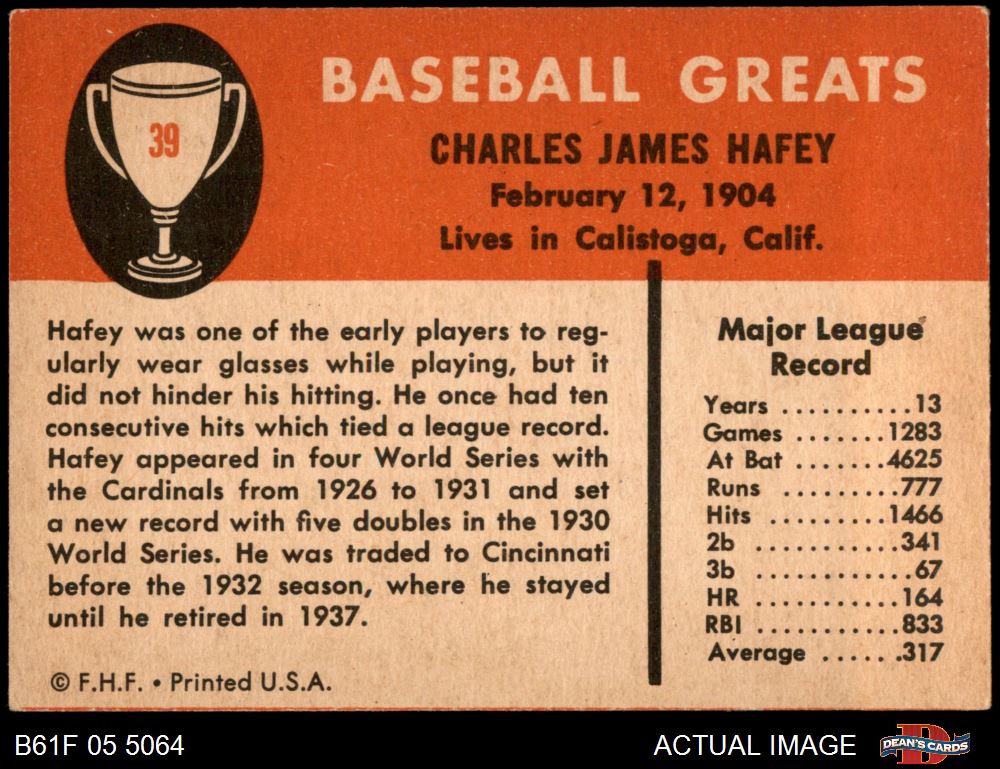 39
BASEBALL GREATS
CHARLES JAMES HAFEY
February 12, 1904
Lives in Calistoga, Calif.
Hafey was one of the early players to reg-
ularly wear glasses while playing, but it
did not hinder his hitting. He once had ten
consecutive hits which tied a league record.
Hafey appeared in four World Series with
the Cardinals from 1926 to 1931 and set
a new record with five doubles in the 1930
World Series. He was traded to Cincinnati
before the 1932 season, where he stayed
until he retired in 1937.
© F.H.F. • Printed U.S.A.
Major League
Record
Years ..........13
Games .......1283
At Bat .......4625
Runs .........777
Hits .........1466
2b ...........341
3b ............67
HR ...........164
RBI ...........833
Average ......317
B61F 05 5064
ACTUAL IMAGE
DEAN'S CARDS